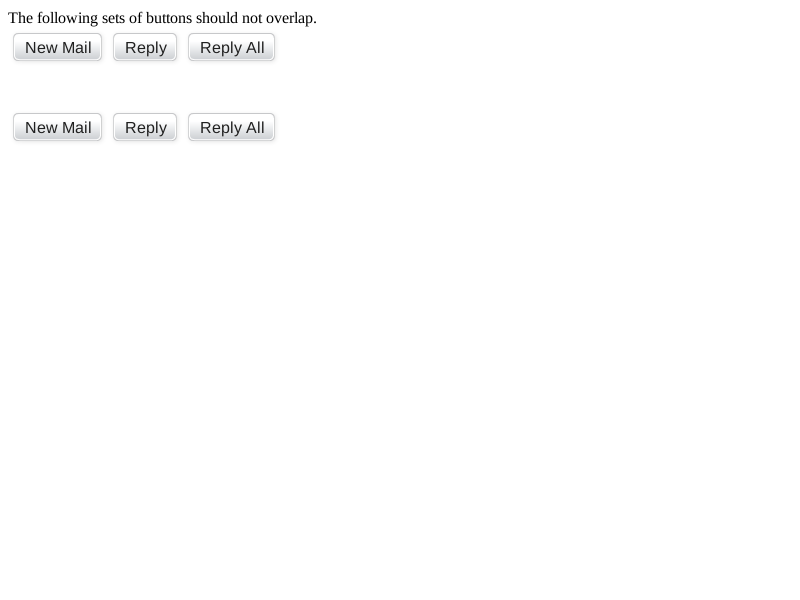 The following sets of buttons should not overlap.
New Mail Reply Reply All
New Mail Reply Reply All